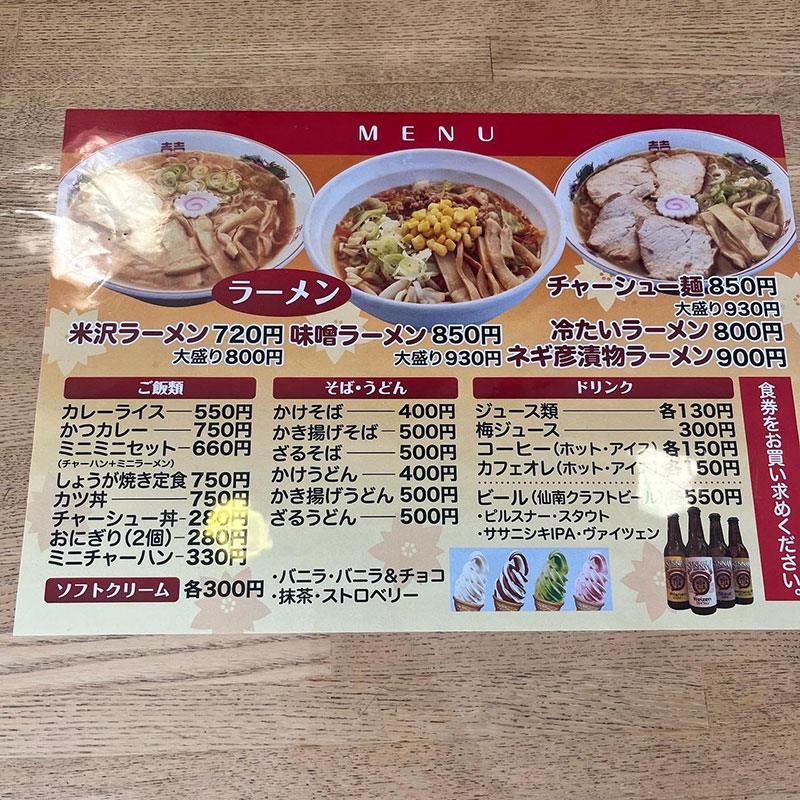 MENU
ラーメン
米沢ラーメン 720円
大盛り800円
味噌ラーメン 850円
大盛り930円
チャーシュー麺 850円
大盛り930円
冷たいラーメン 800円
ネギ彦漬物ラーメン 900円
ご飯類
カレーライス 550円
かつカレー 750円
ミニミニセット 660円
(チャーハン+ミニラーメン)
しょうが焼き定食 750円
カツ丼 750円
チャーシュー丼 280円
おにぎり(2個) 280円
ミニチャーハン 330円
ソフトクリーム 各300円
・バニラ・バニラ&チョコ
・抹茶・ストロベリー
そば・うどん
かけそば 400円
かき揚げそば 500円
ざるそば 500円
かけうどん 400円
かき揚げうどん 500円
ざるうどん 500円
ドリンク
ジュース類 各130円
梅ジュース 300円
コーヒー(ホット・アイス) 各150円
カフェオレ(ホット・アイス) 150円
ビール(仙南クラフトビール) 550円
・ピルスナー・スタウト
・ササニシキIPA・ヴァイツェン
食券をお買い求めください。